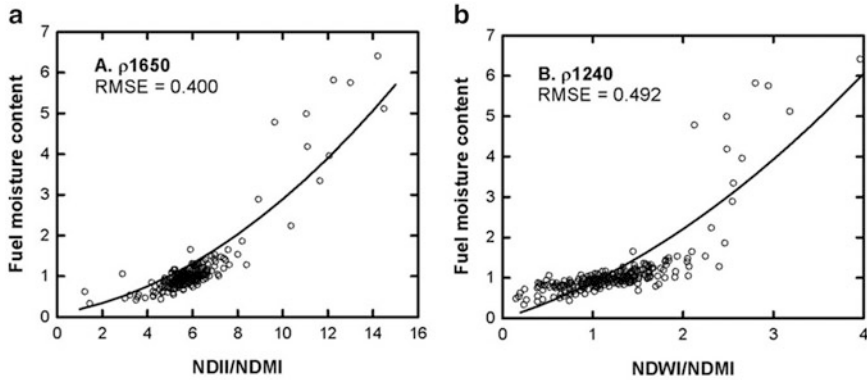 a
A. ρ1650
RMSE = 0.400
Fuel moisture content
7
6
5
4
3
2
1
0
0 2 4 6 8 10 12 14 16
NDII/NDMI
b
B. ρ1240
RMSE = 0.492
Fuel moisture content
7
6
5
4
3
2
1
0
0 1 2 3 4
NDWI/NDMI